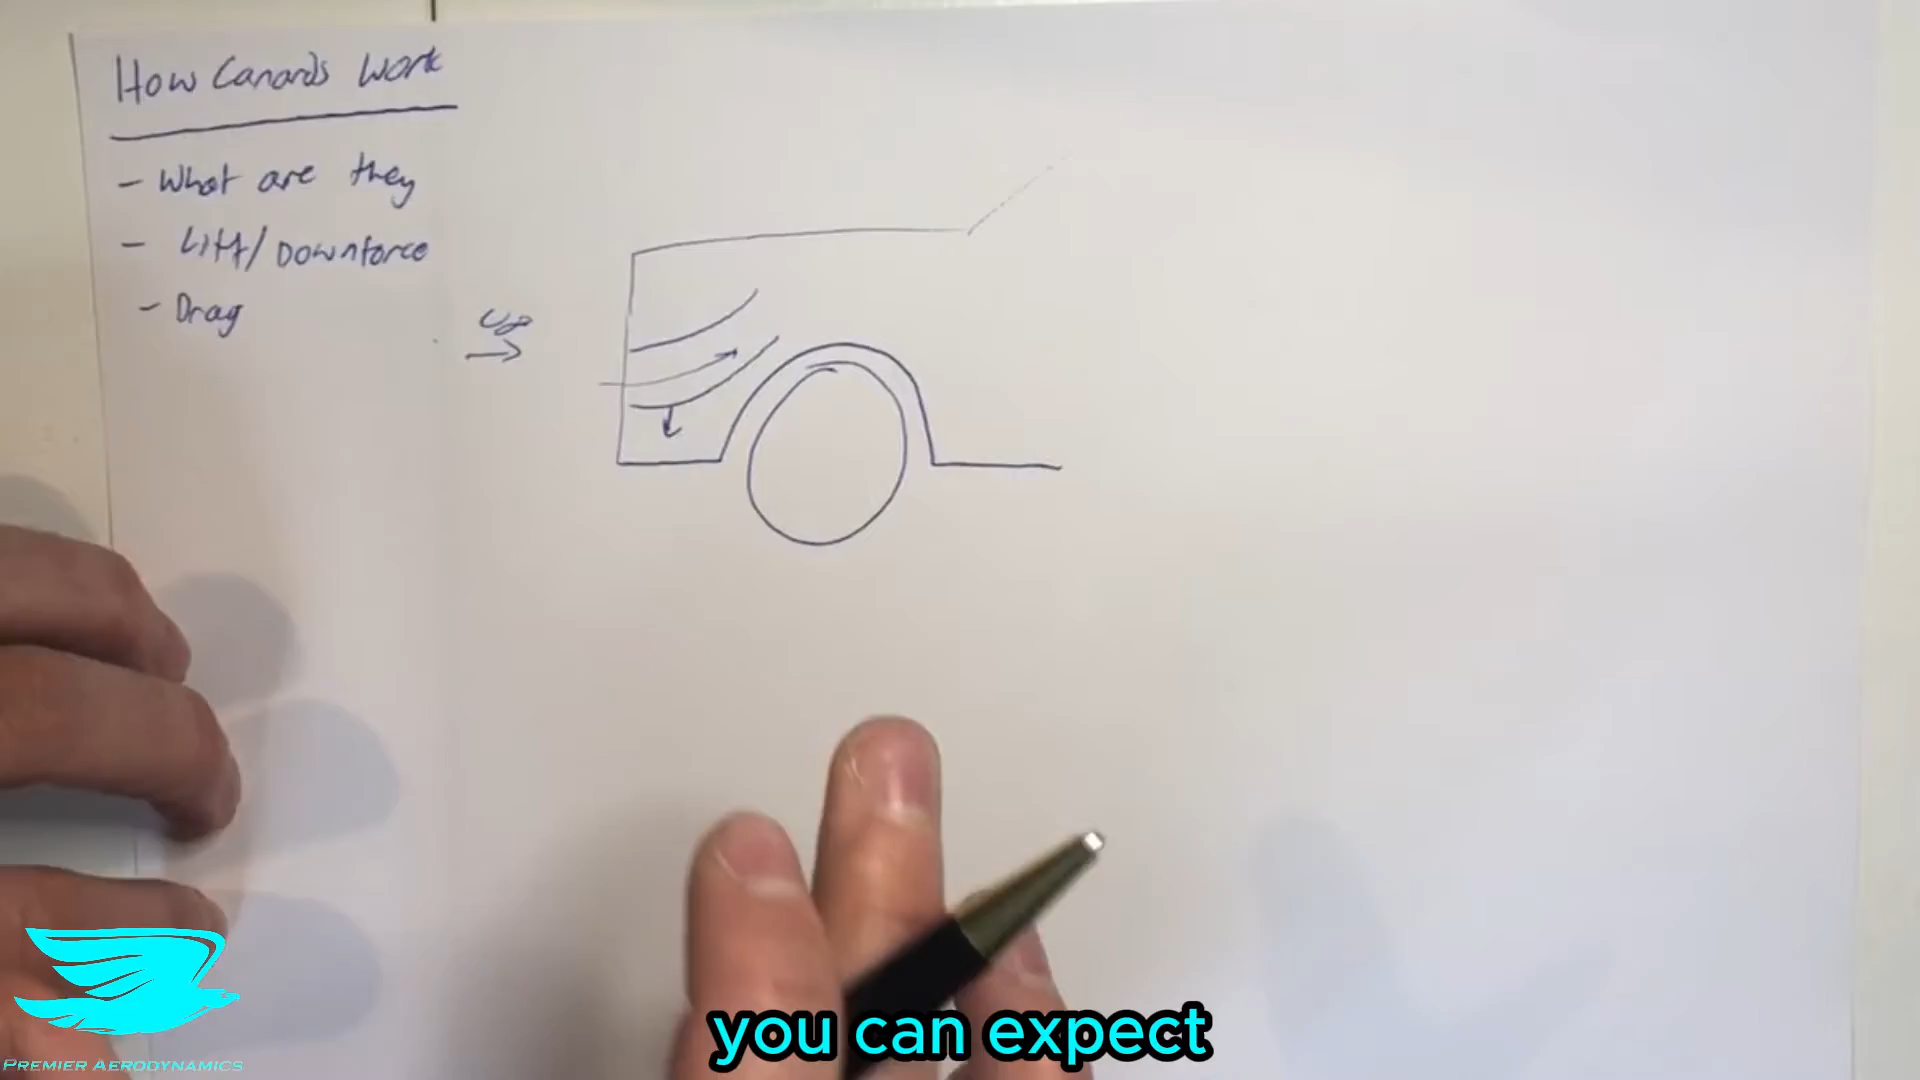 How Canards Work
- What are they
- Lift/Downforce
- Drag
U∞
you can expect
PREMIER AERODYNAMICS